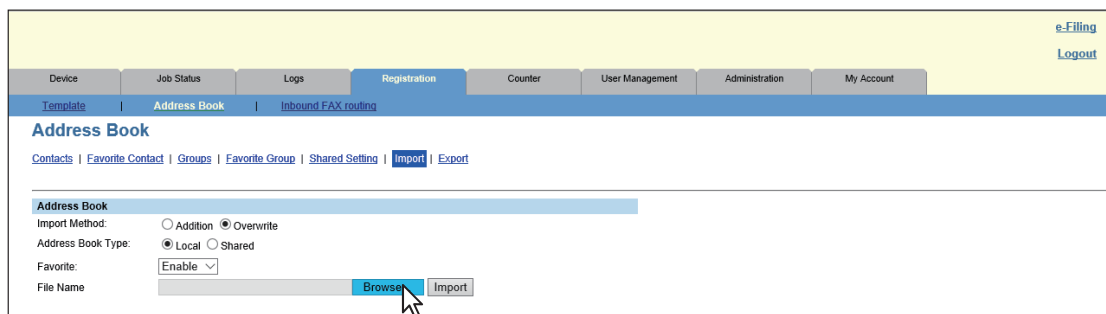 e-Filing
Logout
Device Job Status Logs Registration Counter User Management Administration My Account
Template | Address Book | Inbound FAX routing
Address Book
Contacts | Favorite Contact | Groups | Favorite Group | Shared Setting | Import | Export
Address Book
Import Method: Addition Overwrite
Address Book Type: Local Shared
Favorite: Enable
File Name Browse Import